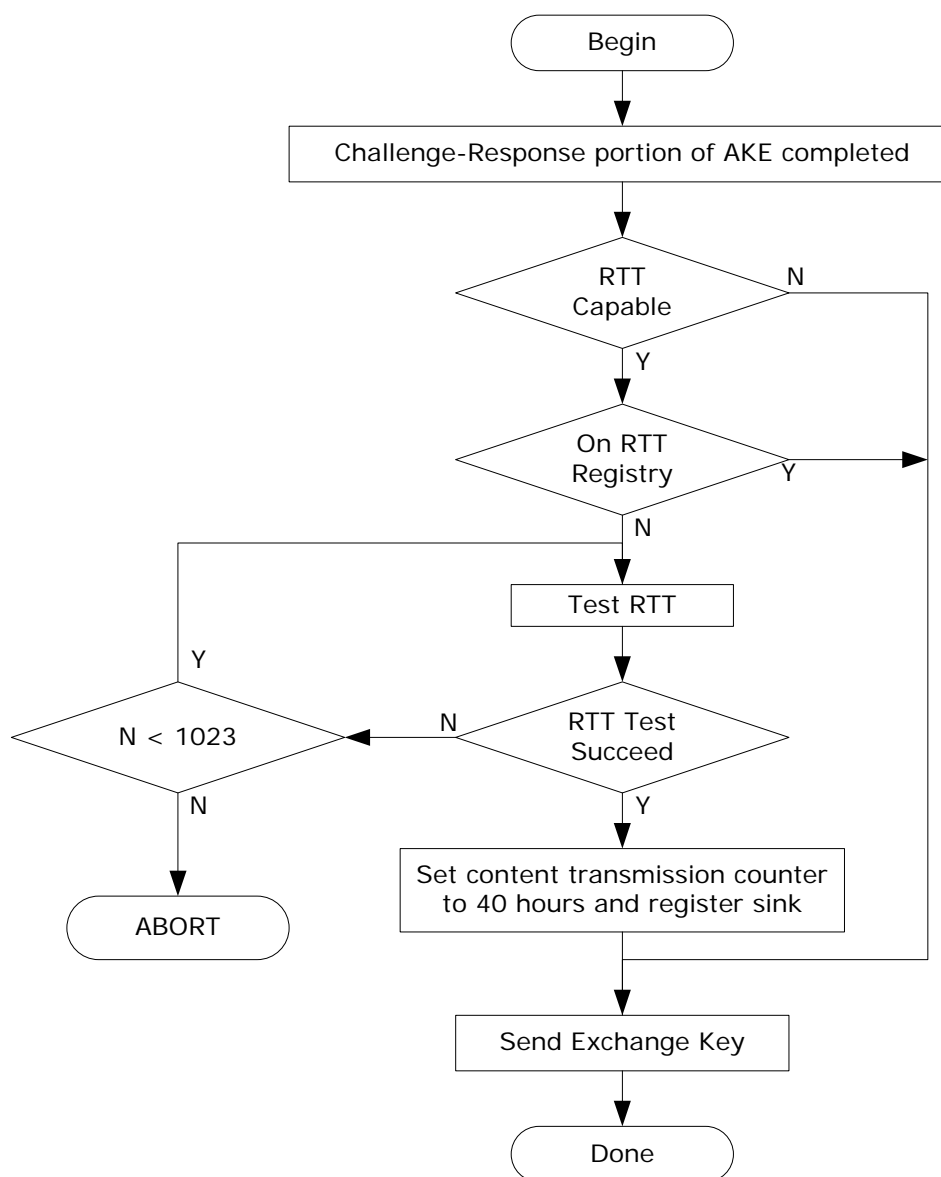 Begin
Challenge-Response portion of AKE completed
RTT
Capable
N
Y
On RTT
Registry
Y
N
Test RTT
Y
N < 1023
N
RTT Test
Succeed
N
Y
Set content transmission counter
to 40 hours and register sink
ABORT
Send Exchange Key
Done